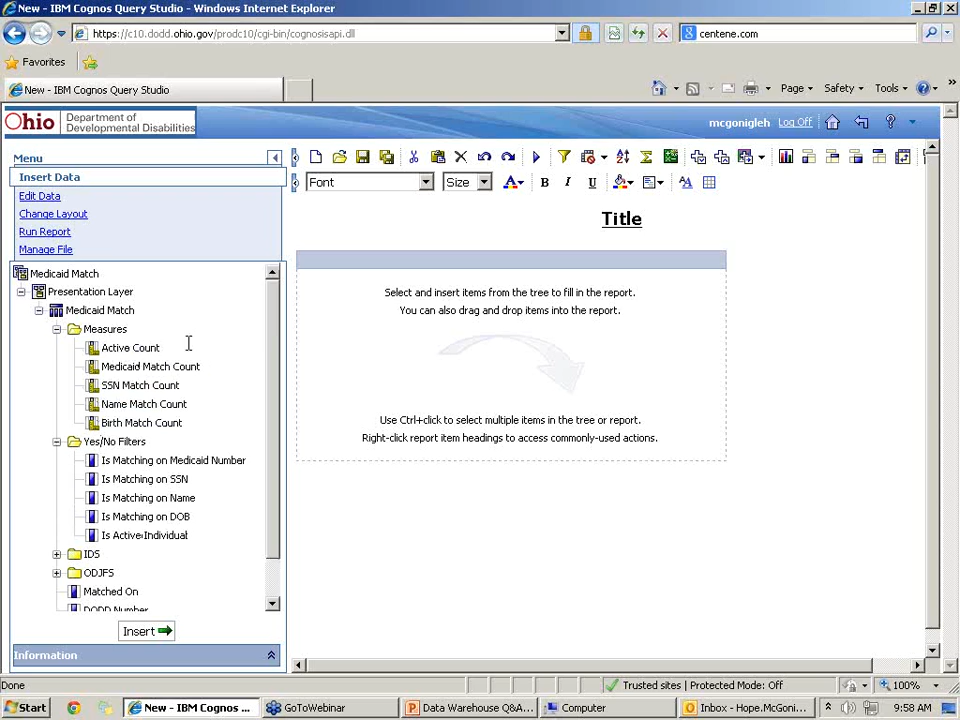 New - IBM Cognos Query Studio - Windows Internet Explorer
https://c10.dodd.ohio.gov/prodc10/cgi-bin/cognosisapi.dll
centene.com
Favorites
New - IBM Cognos Query Studio
Page
Safety
Tools
Ohio
Department of
Developmental Disabilities
mcgonigleh
Log Off
Menu
Insert Data
Edit Data
Change Layout
Run Report
Manage File
Font
Size
A
B
I
U
Title
Medicaid Match
Presentation Layer
Medicaid Match
Measures
Active Count
Medicaid Match Count
SSN Match Count
Name Match Count
Birth Match Count
Yes/No Filters
Is Matching on Medicaid Number
Is Matching on SSN
Is Matching on Name
Is Matching on DOB
Is Active Individual
IDS
ODJFS
Matched On
DODD Number
Insert
Information
Select and insert items from the tree to fill in the report.
You can also drag and drop items into the report.
Use Ctrl+click to select multiple items in the tree or report.
Right-click report item headings to access commonly-used actions.
Done
Trusted sites | Protected Mode: Off
100%
Start
New - IBM Cognos ...
GoToWebinar
Data Warehouse Q&A...
Computer
Inbox - Hope.McGoni...
9:58 AM